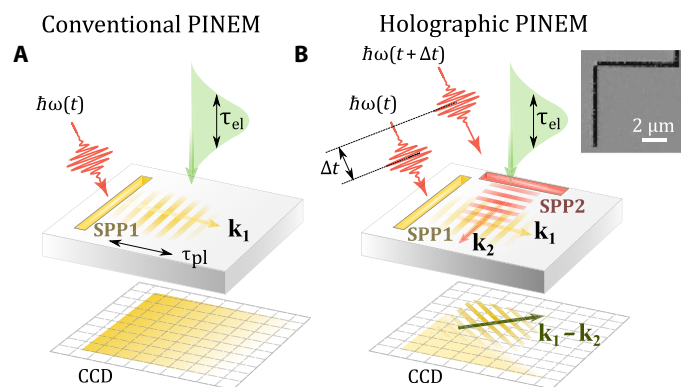 Conventional PINEM
Holographic PINEM
A
ħω(t)
τel
SPP1
k1
τpl
CCD
B
ħω(t + Δt)
ħω(t)
Δt
τel
2 μm
SPP2
SPP1
k2
k1
k1 – k2
CCD